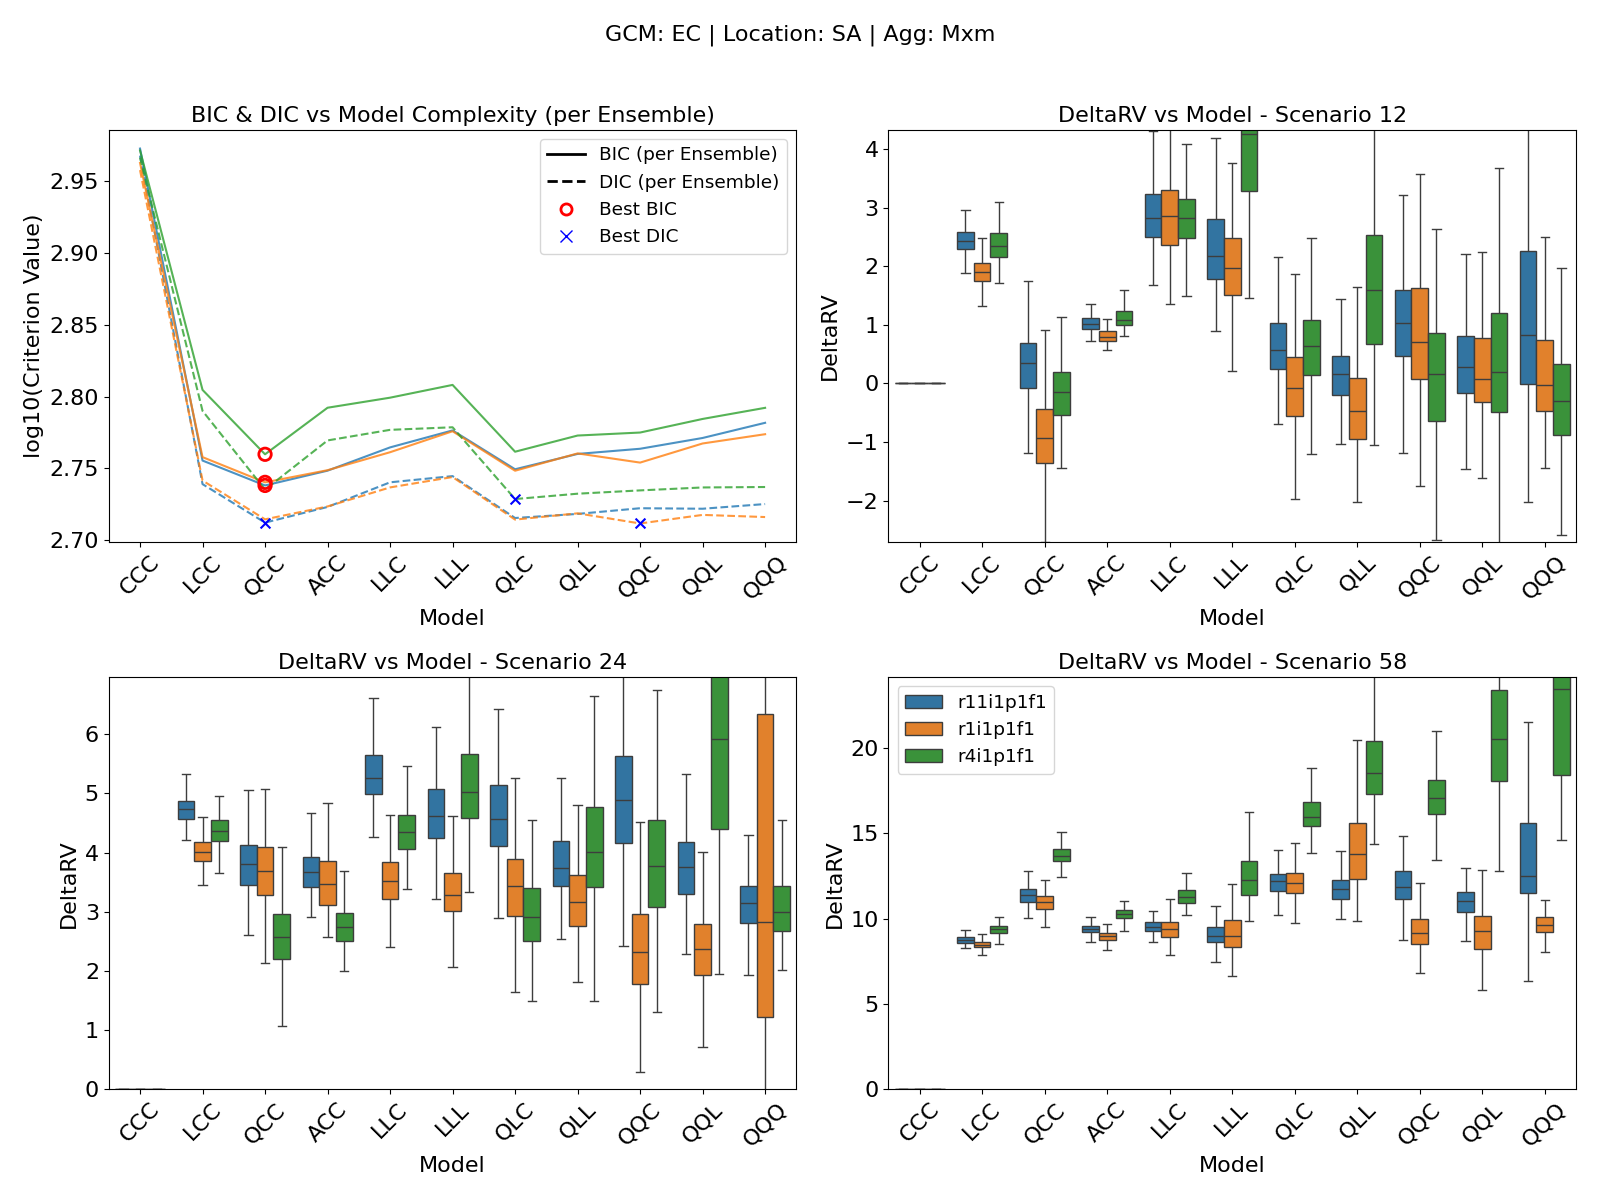 GCM: EC | Location: SA | Agg: Mxm
BIC & DIC vs Model Complexity (per Ensemble)
log10(Criterion Value)
2.95
2.90
2.85
2.80
2.75
2.70
BIC (per Ensemble)
DIC (per Ensemble)
Best BIC
Best DIC
CCC LCC QCC ACC LLC LLL QLC QLL QQC QQL QQQ
Model
DeltaRV vs Model - Scenario 12
DeltaRV
4
3
2
1
0
−1
−2
CCC LCC QCC ACC LLC LLL QLC QLL QQC QQL QQQ
Model
DeltaRV vs Model - Scenario 24
DeltaRV
6
5
4
3
2
1
0
CCC LCC QCC ACC LLC LLL QLC QLL QQC QQL QQQ
Model
DeltaRV vs Model - Scenario 58
DeltaRV
20
15
10
5
0
r11i1p1f1
r1i1p1f1
r4i1p1f1
CCC LCC QCC ACC LLC LLL QLC QLL QQC QQL QQQ
Model